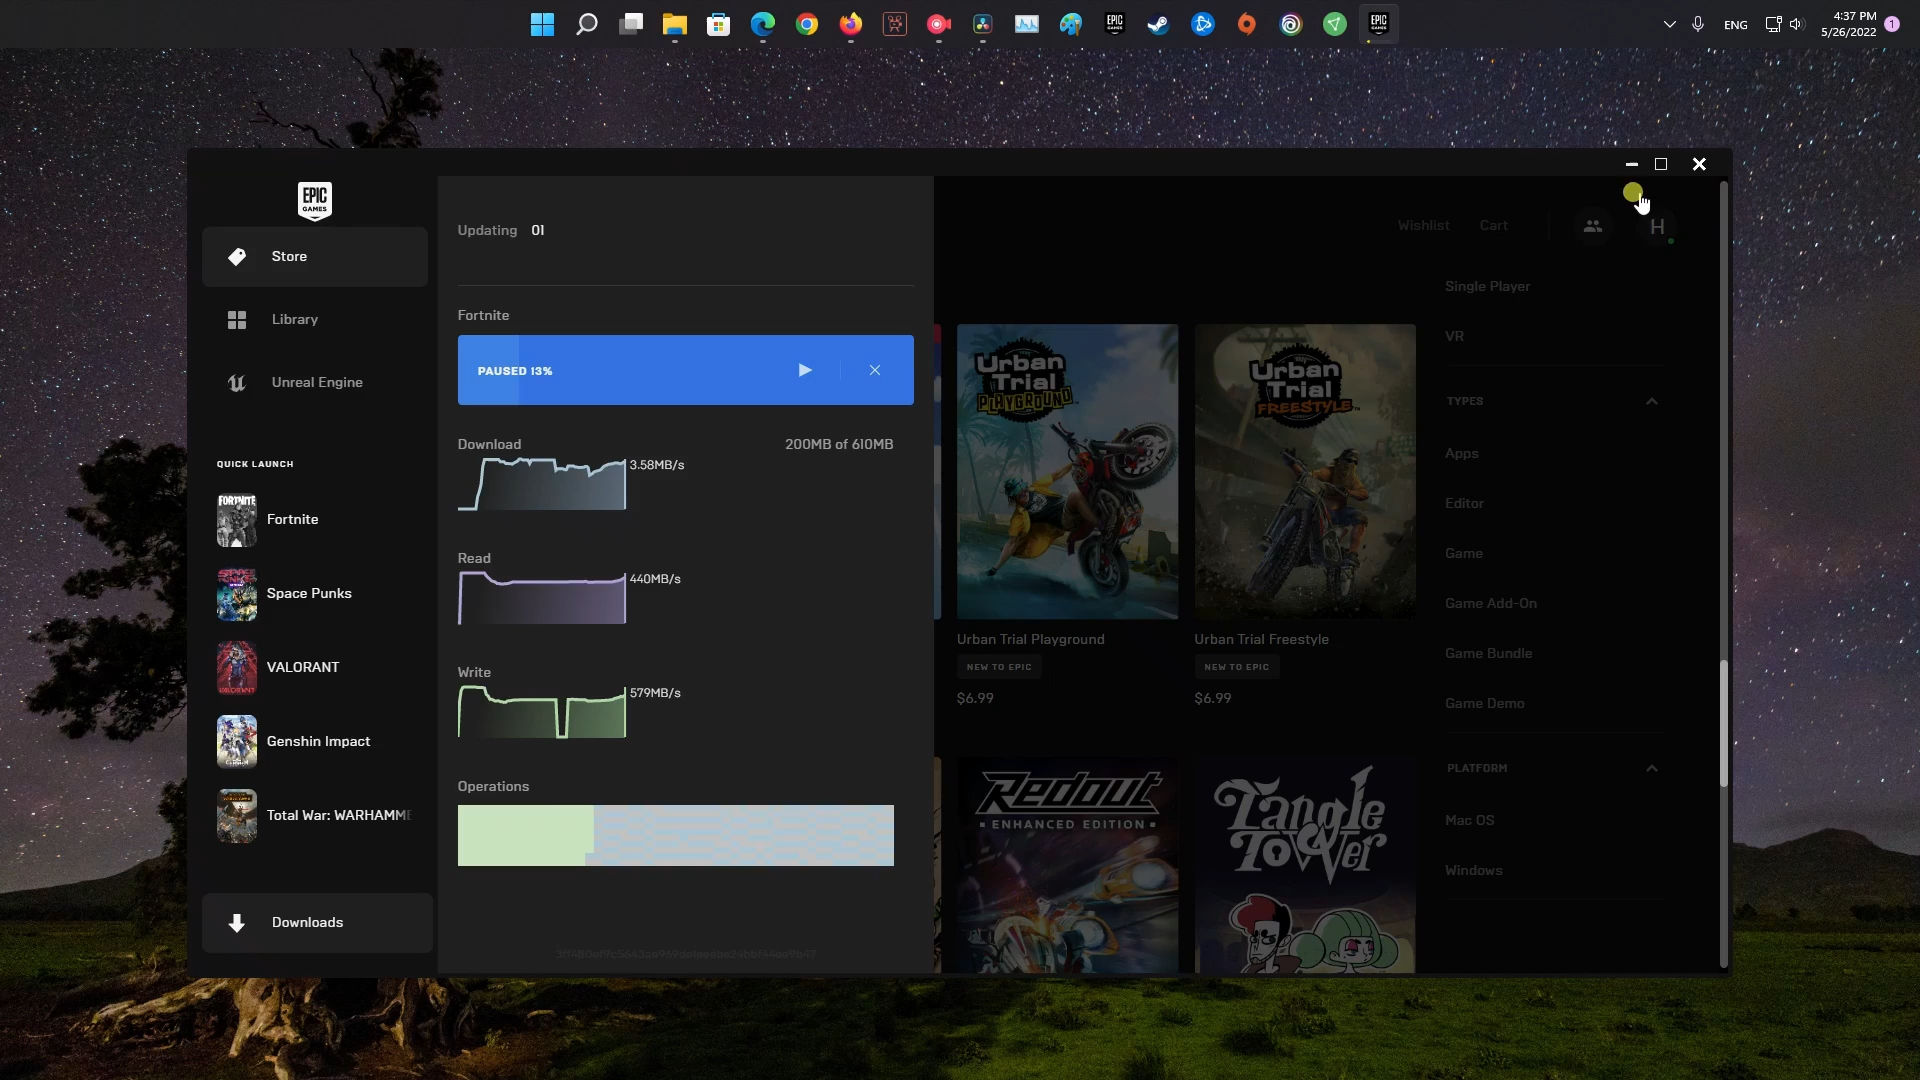 ENG
4:37 PM
5/26/2022
1
EPIC
GAMES
Store
Library
Unreal Engine
QUICK LAUNCH
FORTNITE
Fortnite
Space Punks
VALORANT
VALORANT
Genshin Impact
Total War: WARHAMME
Downloads
Updating 01
Fortnite
PAUSED 13%
Download 200MB of 610MB
3.58MB/s
Read
440MB/s
Write
579MB/s
Operations
Wishlist Cart
H
Urban
Trial
PLAYGROUND
Urban Trial Playground
NEW TO EPIC
$6.99
Urban
Trial
FREESTYLE
Urban Trial Freestyle
NEW TO EPIC
$6.99
Redout
ENHANCED EDITION
Tangle
Tower
Single Player
VR
TYPES
Apps
Editor
Game
Game Add-On
Game Bundle
Game Demo
PLATFORM
Mac OS
Windows